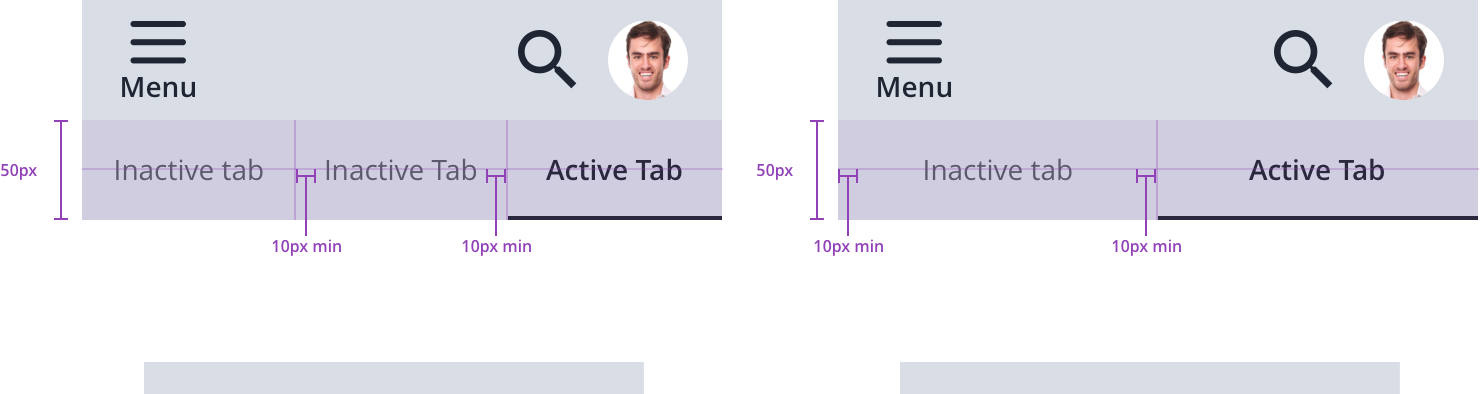 Menu
50px
Inactive tab
Inactive Tab
Active Tab
10px min
10px min
Menu
50px
Inactive tab
Active Tab
10px min
10px min